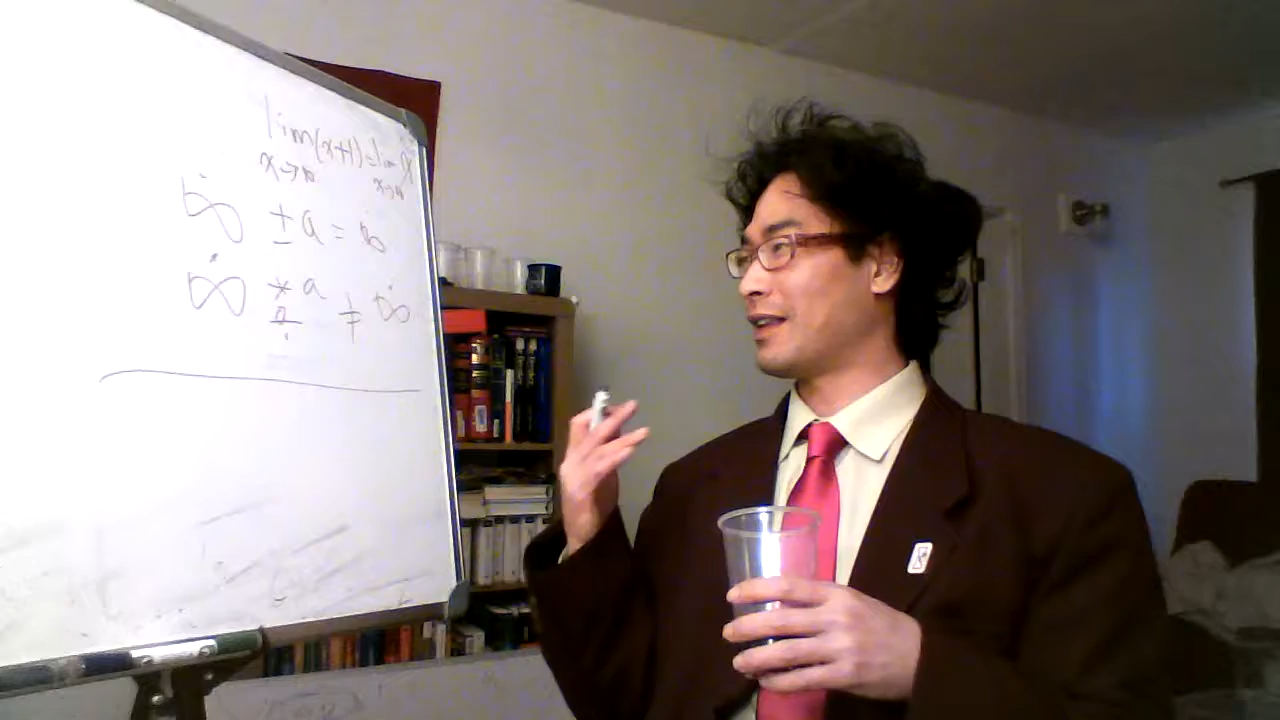 lim(x+1)=lim x
x→∞ x→∞
∞̇ ± a = ∞̇
∞̇ * a ≠ ∞̇
÷